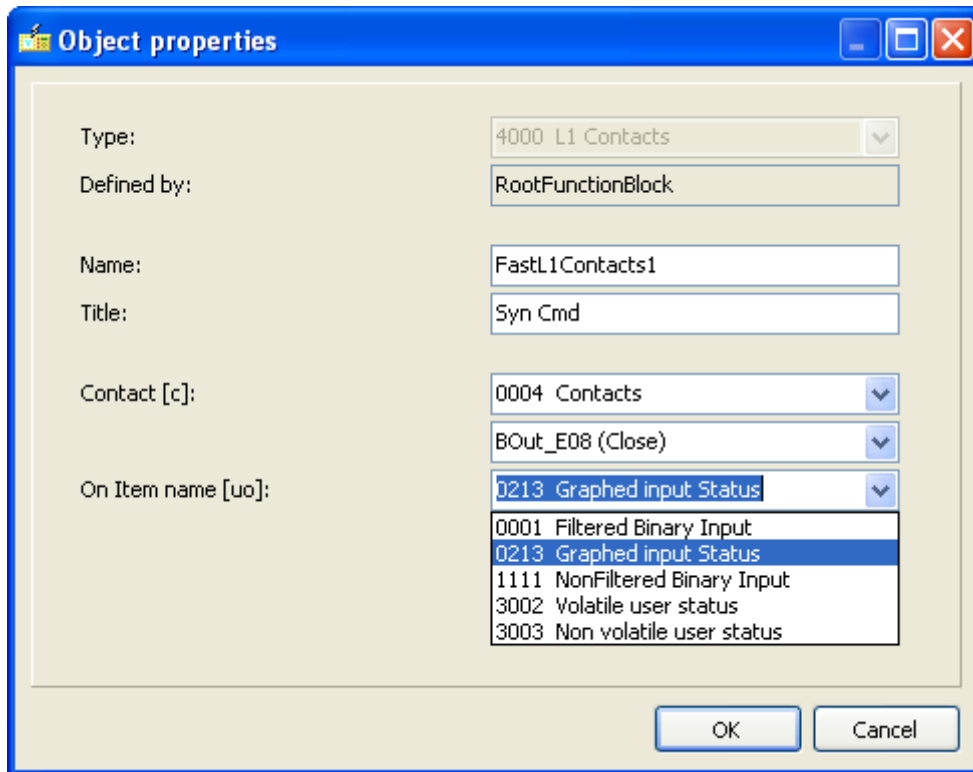 Object properties
Type: 4000 L1 Contacts
Defined by: RootFunctionBlock
Name: FastL1Contacts1
Title: Syn Cmd
Contact [c]: 0004 Contacts
BOut_E08 (Close)
On Item name [uo]: 0213 Graphed input Status
0001 Filtered Binary Input
0213 Graphed input Status
1111 NonFiltered Binary Input
3002 Volatile user status
3003 Non volatile user status
OK Cancel